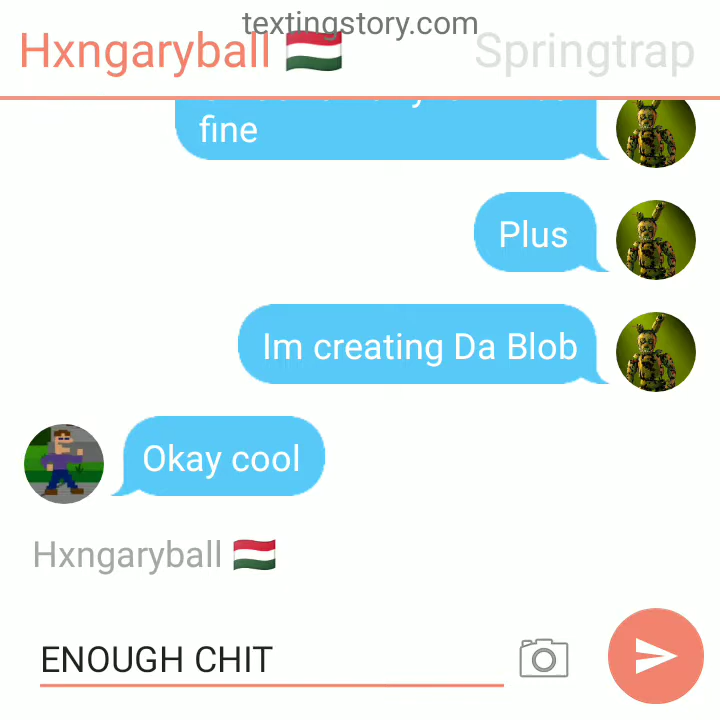 textingstory.com
Hxngaryball 🇭🇺
Springtrap
fine
Plus
Im creating Da Blob
Okay cool
Hxngaryball 🇭🇺
ENOUGH CHIT